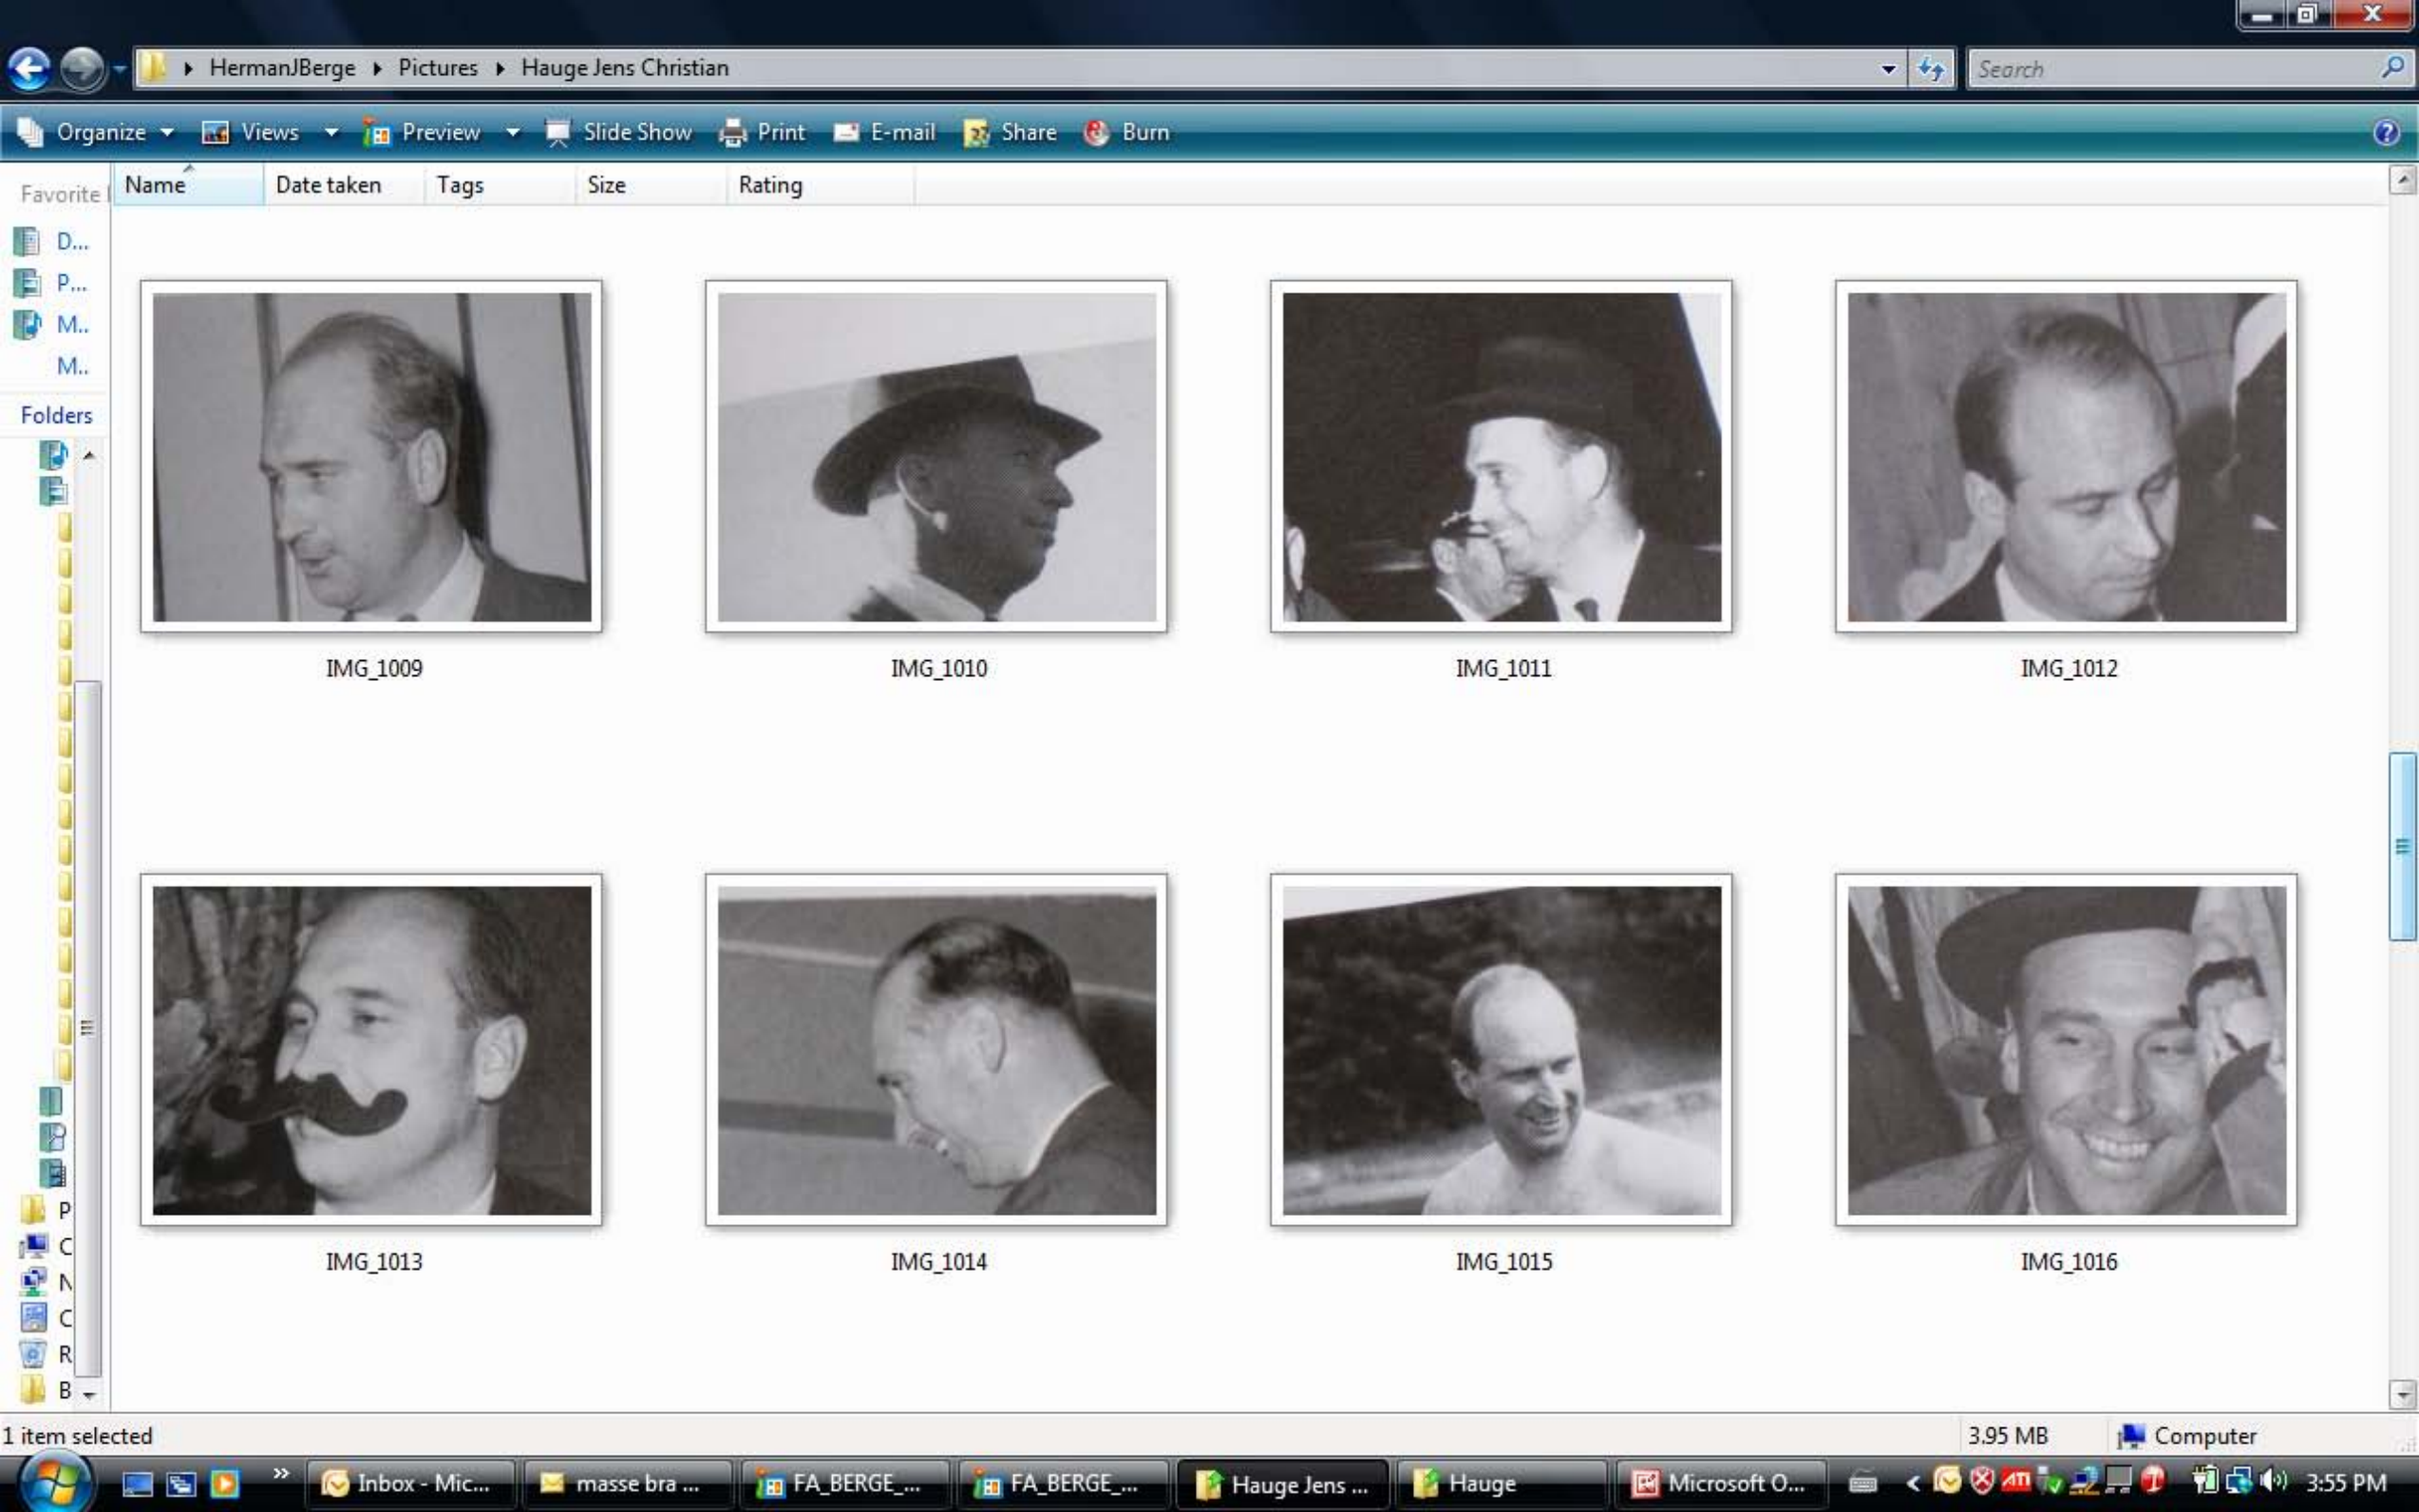 HermanJBerge Pictures Hauge Jens Christian
Search
Organize Views Preview Slide Show Print E-mail Share Burn
Favorite
Name Date taken Tags Size Rating
D...
P...
M..
M..
Folders
IMG_1009 IMG_1010 IMG_1011 IMG_1012
IMG_1013 IMG_1014 IMG_1015 IMG_1016
P
C
N
C
R
B
1 item selected 3.95 MB Computer
Inbox - Mic... masse bra ... FA_BERGE_... FA_BERGE_... Hauge Jens ... Hauge Microsoft O... ATI 3:55 PM